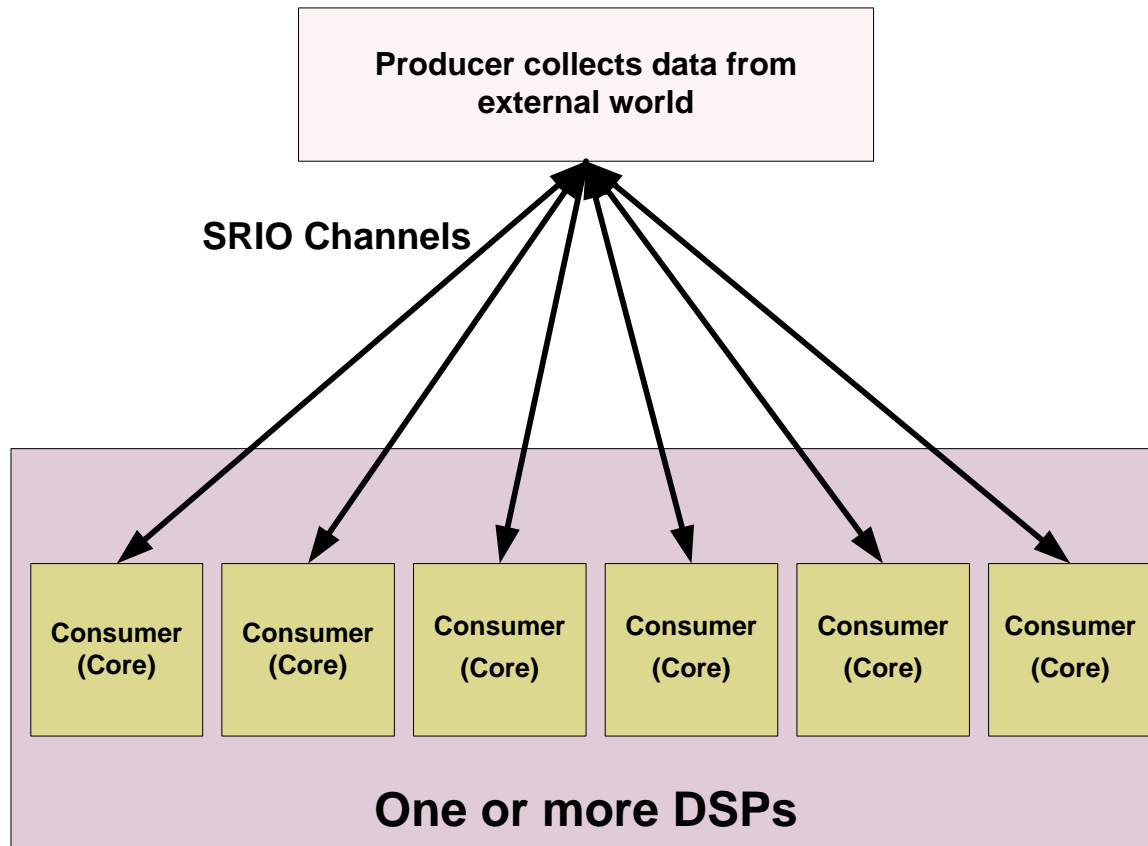 Producer collects data from
external world
SRIO Channels
Consumer
(Core)
Consumer
(Core)
Consumer
(Core)
Consumer
(Core)
Consumer
(Core)
Consumer
(Core)
One or more DSPs